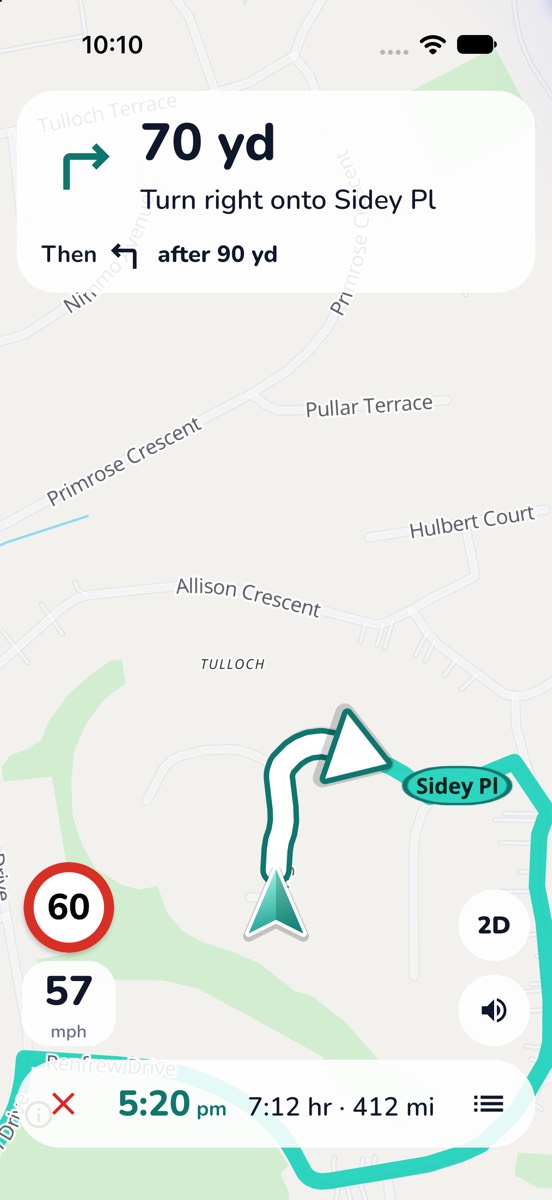 10:10
Tulloch Terrace
70 yd
Turn right onto Sidey Pl
Then
after 90 yd
Primrose Crescent
Pullar Terrace
Primrose Crescent
Hulbert Court
Allison Crescent
TULLOCH
Sidey Pl
Drive
60
2D
57
mph
Renfrew Drive
5:20 pm
7:12 hr · 412 mi
Drive